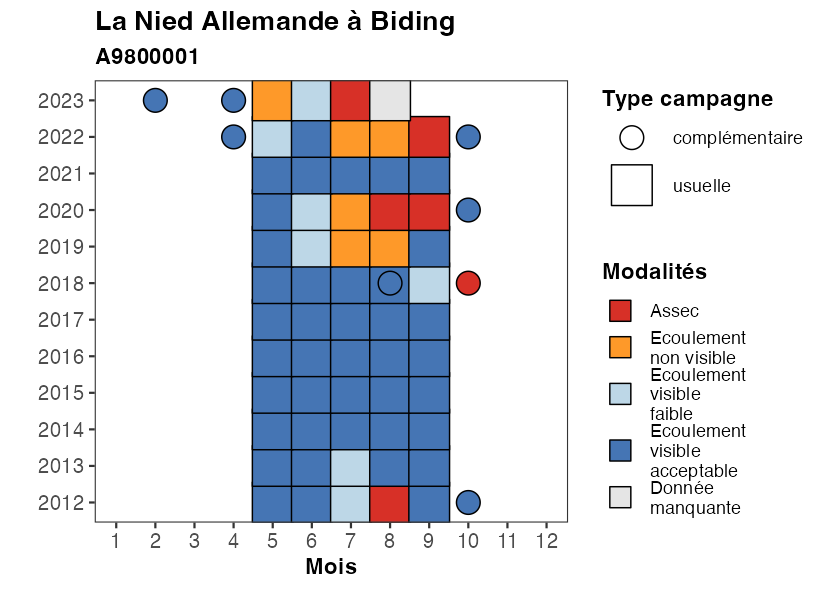 La Nied Allemande à Biding
A9800001
2023
2022
2021
2020
2019
2018
2017
2016
2015
2014
2013
2012
1 2 3 4 5 6 7 8 9 10 11 12
Mois
Type campagne
complémentaire
usuelle
Modalités
Assec
Ecoulement
non visible
Ecoulement
visible
faible
Ecoulement
visible
acceptable
Donnée
manquante